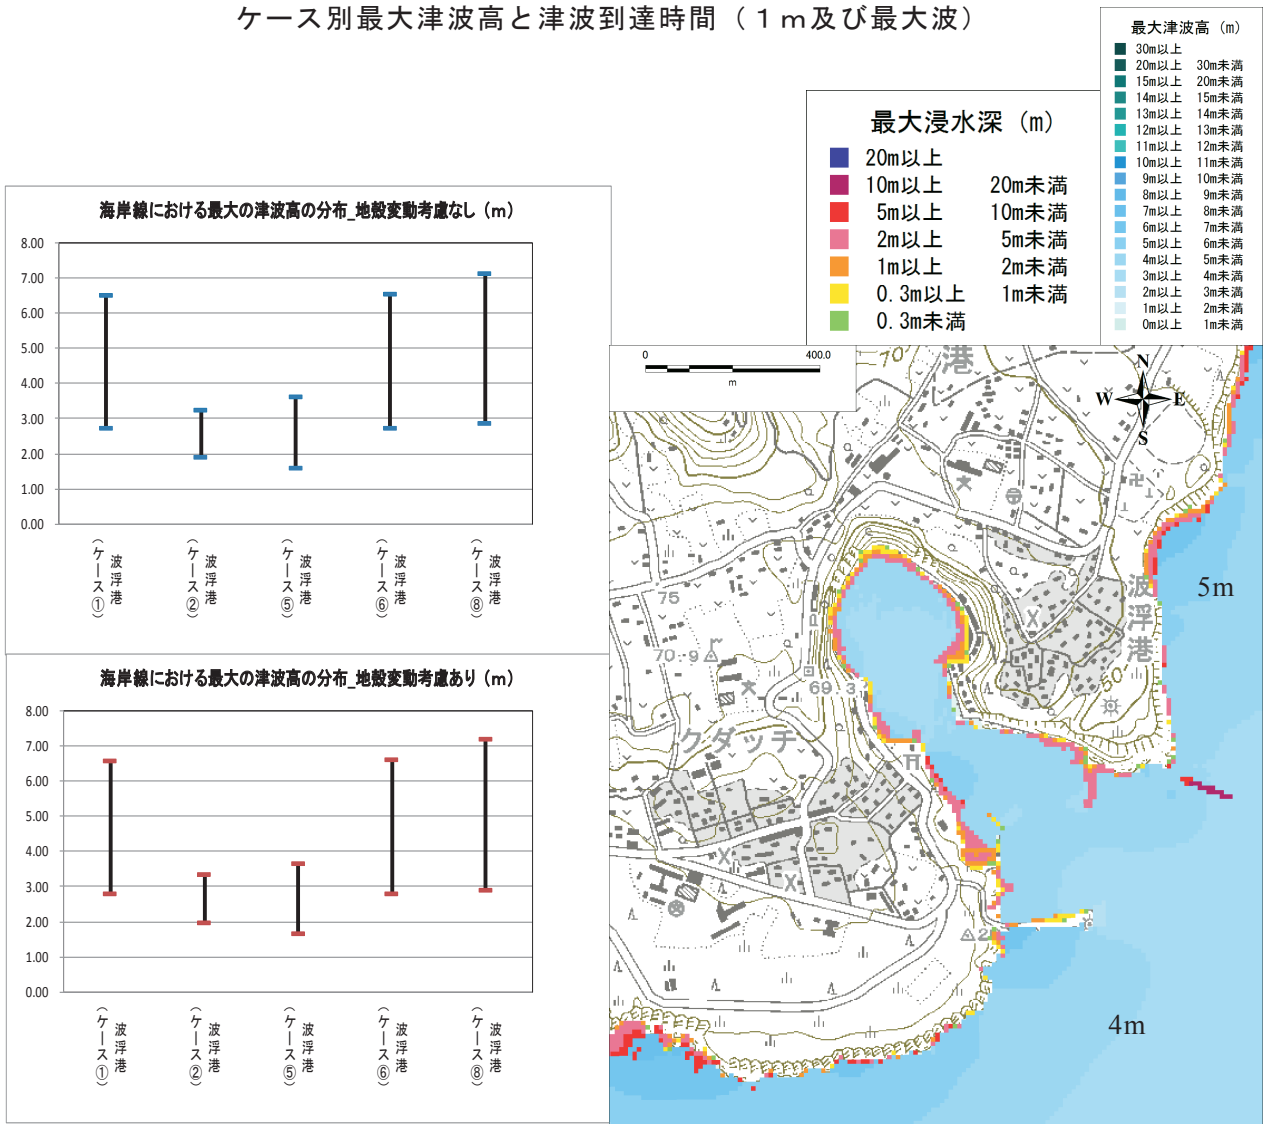 ケース別最大津波高と津波到達時間（１ｍ及び最大波）
最大津波高 (m)
30m以上
20m以上 30m未満
15m以上 20m未満
14m以上 15m未満
13m以上 14m未満
12m以上 13m未満
11m以上 12m未満
10m以上 11m未満
9m以上 10m未満
8m以上 9m未満
7m以上 8m未満
6m以上 7m未満
5m以上 6m未満
4m以上 5m未満
3m以上 4m未満
2m以上 3m未満
1m以上 2m未満
0m以上 1m未満
最大浸水深 (m)
20m以上
10m以上 20m未満
5m以上 10m未満
2m以上 5m未満
1m以上 2m未満
0.3m以上 1m未満
0.3m未満
海岸線における最大の津波高の分布_地殻変動考慮なし（m）
8.00
7.00
6.00
5.00
4.00
3.00
2.00
1.00
0.00
波浮港
（ケース①）
波浮港
（ケース②）
波浮港
（ケース⑤）
波浮港
（ケース⑥）
波浮港
（ケース⑧）
海岸線における最大の津波高の分布_地殻変動考慮あり（m）
8.00
7.00
6.00
5.00
4.00
3.00
2.00
1.00
0.00
波浮港
（ケース①）
波浮港
（ケース②）
波浮港
（ケース⑤）
波浮港
（ケース⑥）
波浮港
（ケース⑧）
0 400.0
m
70
港
N
W E
S
75
70.9
69.3
クダッチ
波浮港
50
5m
2
4m